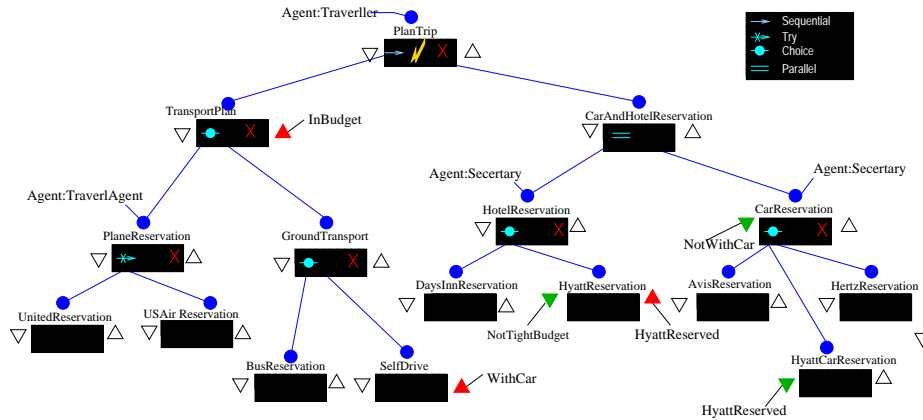 Agent:Traverller
PlanTrip
Sequential
Try
Choice
Parallel
TransportPlan
InBudget
CarAndHotelReservation
Agent:TraverlAgent
Agent:Secertary
Agent:Secertary
PlaneReservation
GroundTransport
HotelReservation
CarReservation
NotWithCar
UnitedReservation
USAir Reservation
DaysInnReservation
HyattReservation
AvisReservation
HertzReservation
NotTightBudget
HyattReserved
BusReservation
SelfDrive
WithCar
HyattCarReservation
HyattReserved